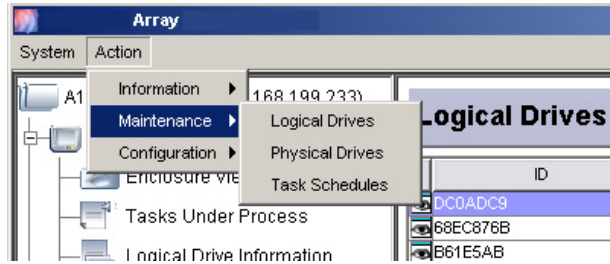 Array
System Action
A1 168.199.233)
Information
Maintenance
Configuration
Logical Drives
Physical Drives
Task Schedules
Enclosure Vie
Tasks Under Process
Logical Drive Information
Logical Drives
ID
DC0ADC9
68EC876B
B61E5AB